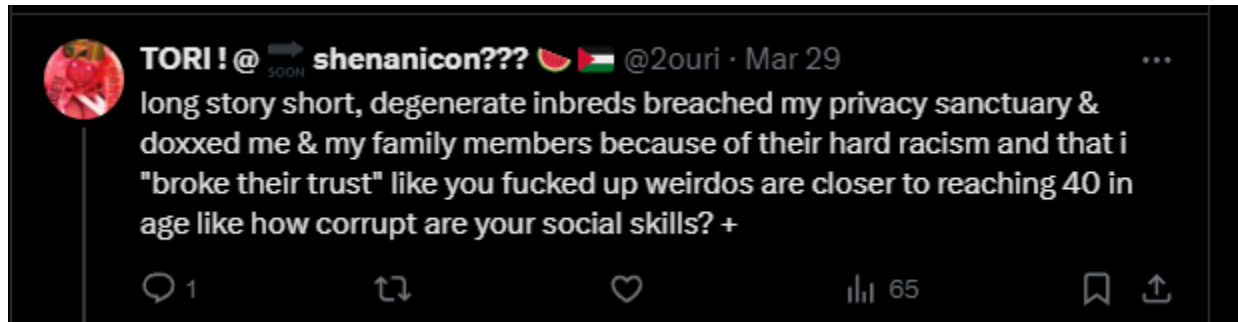 TORI ! @ 🔜 shenanicon??? 🍉 🇵🇸 @2ouri · Mar 29
long story short, degenerate inbreds breached my privacy sanctuary &
doxxed me & my family members because of their hard racism and that i
"broke their trust" like you fucked up weirdos are closer to reaching 40 in
age like how corrupt are your social skills? +
1 65